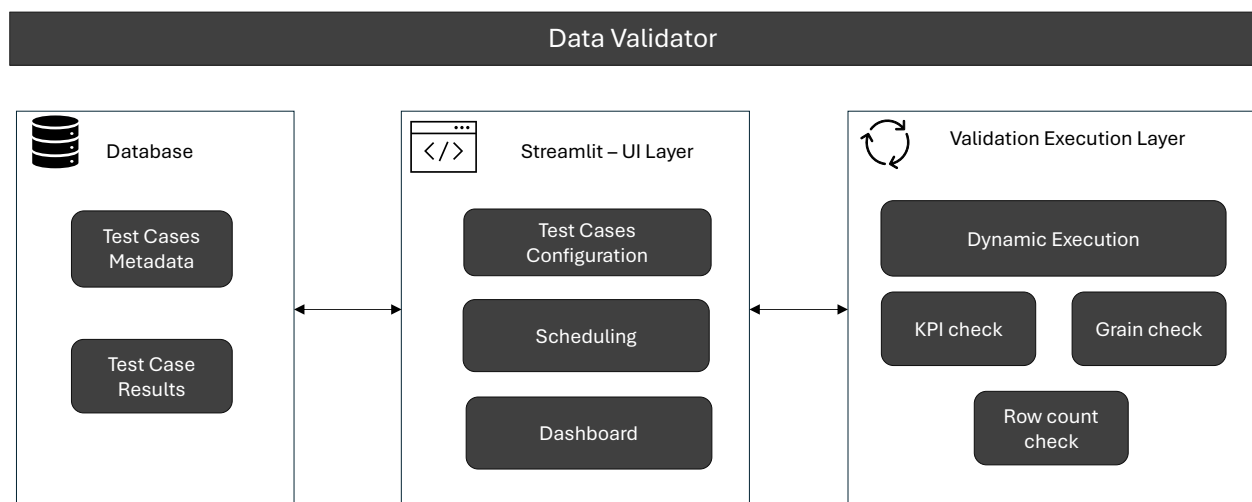 Data Validator
Database
Test Cases
Metadata
Test Case
Results
</>
Streamlit – UI Layer
Test Cases
Configuration
Scheduling
Dashboard
Validation Execution Layer
Dynamic Execution
KPI check
Grain check
Row count
check